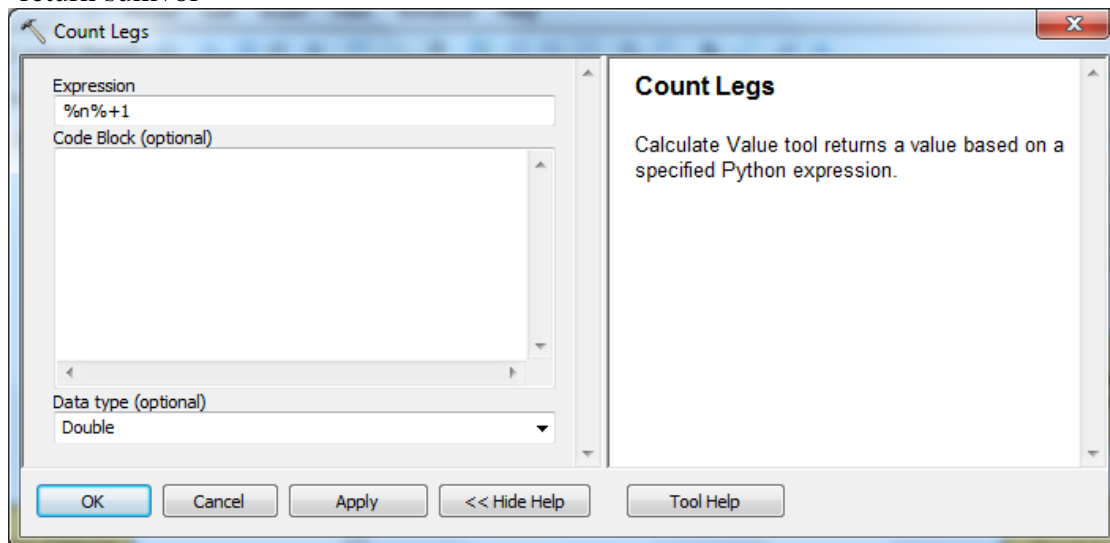 Count Legs
Expression
%n%+1
Code Block (optional)
Data type (optional)
Double
Count Legs
Calculate Value tool returns a value based on a
specified Python expression.
OK
Cancel
Apply
<< Hide Help
Tool Help